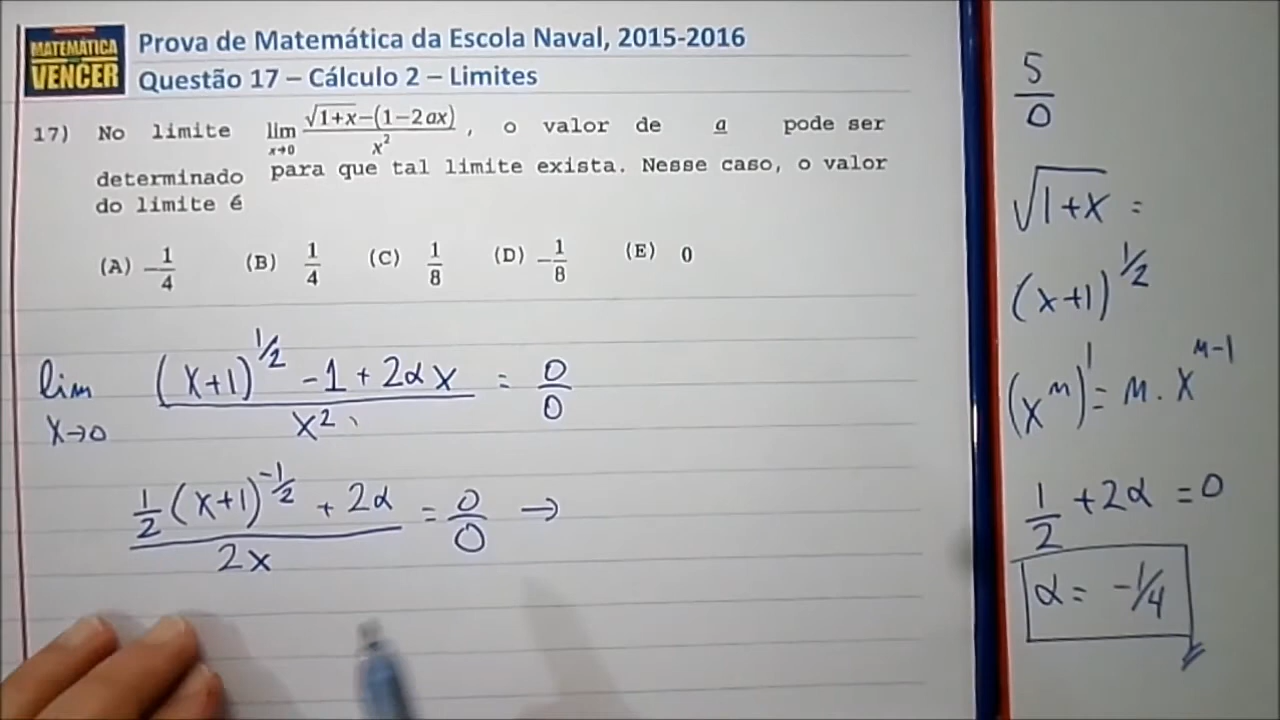 MATEMÁTICA
VENCER
Prova de Matemática da Escola Naval, 2015-2016
Questão 17 – Cálculo 2 – Limites
17) No limite lim x→0 (√(1+x) −(1−2ax))/x² , o valor de a pode ser
determinado para que tal limite exista. Nesse caso, o valor
do limite é
(A) −1/4 (B) 1/4 (C) 1/8 (D) −1/8 (E) 0
lim x→0 ((x+1)^(1/2) - 1 + 2αx)/x² = 0/0
(1/2 (x+1)^(-1/2) + 2α)/2x = 0/0 →
5/0
√(1+x) =
(x+1)^(1/2)
(x^m)' = m . x^(m-1)
1/2 + 2α = 0
α = -1/4